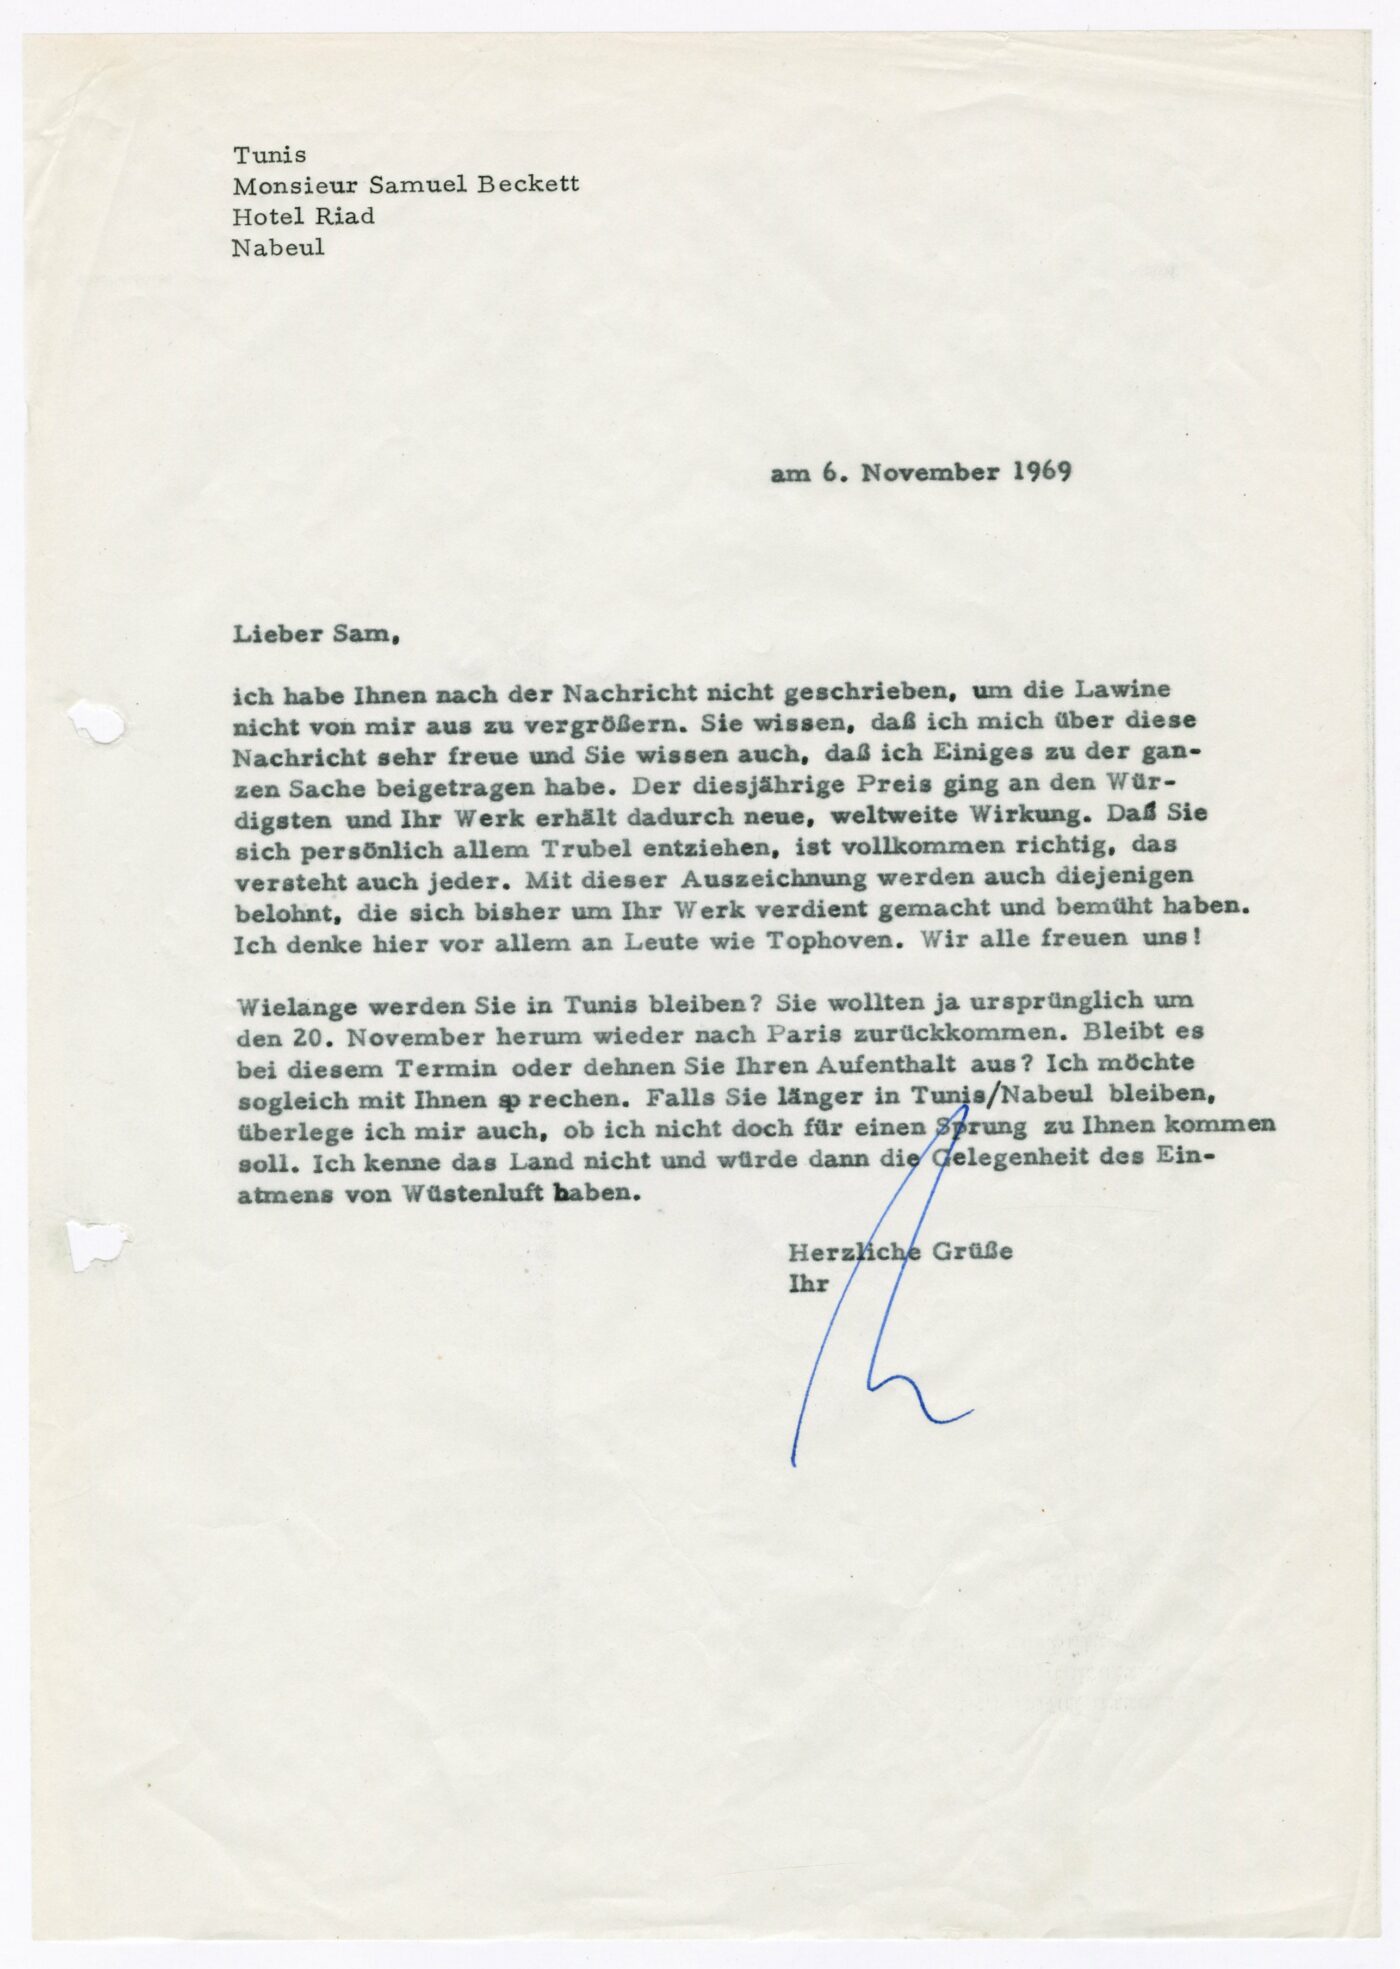 Tunis
Monsieur Samuel Beckett
Hotel Riad
Nabeul
am 6. November 1969
Lieber Sam,
ich habe Ihnen nach der Nachricht nicht geschrieben, um die Lawine
nicht von mir aus zu vergrößern. Sie wissen, daß ich mich über diese
Nachricht sehr freue und Sie wissen auch, daß ich Einiges zu der gan-
zen Sache beigetragen habe. Der diesjährige Preis ging an den Wür-
digsten und Ihr Werk erhält dadurch neue, weltweite Wirkung. Daß Sie
sich persönlich allem Trubel entziehen, ist vollkommen richtig, das
versteht auch jeder. Mit dieser Auszeichnung werden auch diejenigen
belohnt, die sich bisher um Ihr Werk verdient gemacht und bemüht haben.
Ich denke hier vor allem an Leute wie Tophoven. Wir alle freuen uns!
Wielange werden Sie in Tunis bleiben? Sie wollten ja ursprünglich um
den 20. November herum wieder nach Paris zurückkommen. Bleibt es
bei diesem Termin oder dehnen Sie Ihren Aufenthalt aus? Ich möchte
sogleich mit Ihnen sp rechen. Falls Sie länger in Tunis/Nabeul bleiben,
überlege ich mir auch, ob ich nicht doch für einen Sprung zu Ihnen kommen
soll. Ich kenne das Land nicht und würde dann die Gelegenheit des Ein-
atmens von Wüstenluft haben.
Herzliche Grüße
Ihr